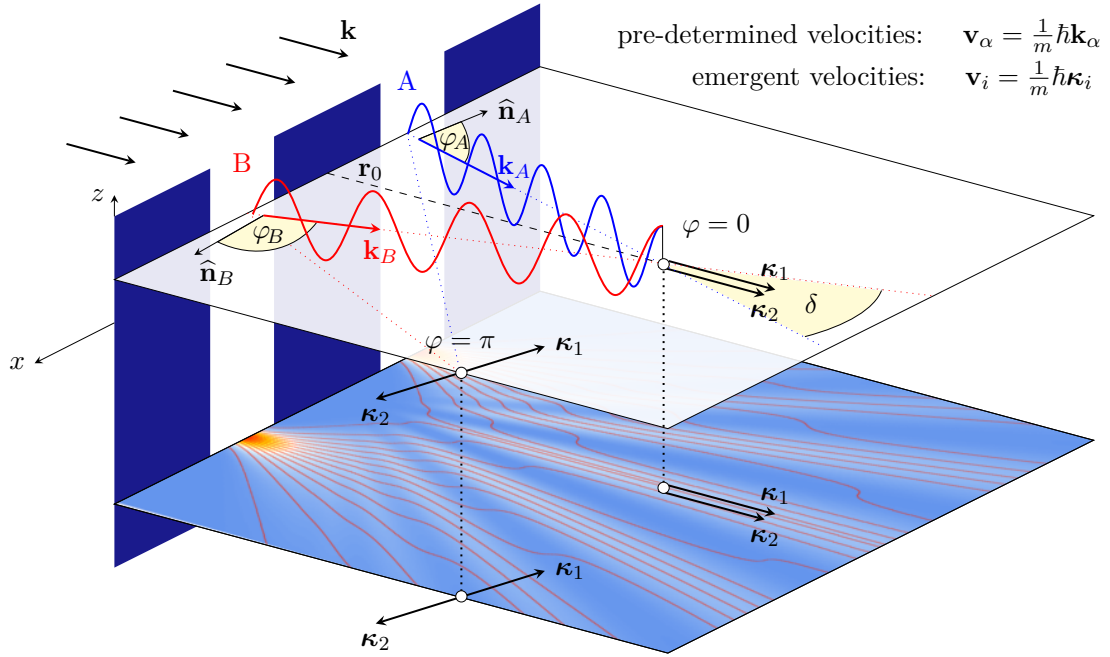 k
pre-determined velocities: v_α = 1/m ħk_α
emergent velocities: v_i = 1/m ħκ_i
A
n̂_A
φ_A
B
r_0
k_A
z
φ_B
k_B
φ = 0
n̂_B
κ_1
κ_2
δ
x
φ = π
κ_1
κ_2
κ_1
κ_2
κ_1
κ_2